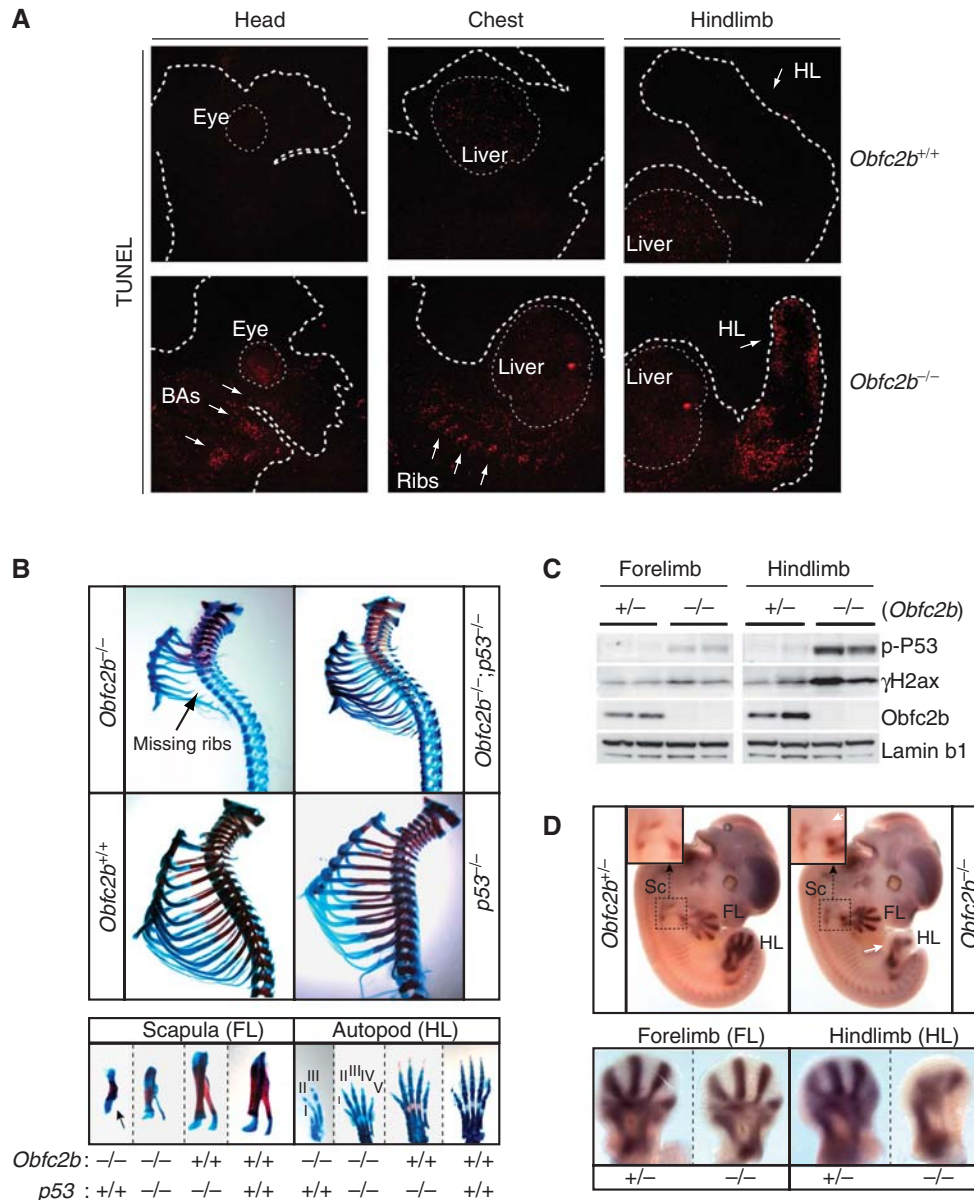 A
Head Chest Hindlimb
TUNEL
Eye
Liver
HL
Liver
Obfc2b+/+
Eye
BAs
Liver
Ribs
HL
Liver
Obfc2b−/−
B
Obfc2b−/−
Missing ribs
Obfc2b−/−;p53−/−
Obfc2b+/+
p53−/−
Scapula (FL) Autopod (HL)
I II III
I II III IV V
Obfc2b : −/− −/− +/+ +/+ −/− −/− +/+ +/+
p53 : +/+ −/− −/− +/+ +/+ −/− −/− +/+
C
Forelimb Hindlimb
+/− −/− +/− −/− (Obfc2b)
p-P53
γH2ax
Obfc2b
Lamin b1
D
Obfc2b+/−
Sc
FL
HL
Sc
FL
HL
Obfc2b−/−
Forelimb (FL) Hindlimb (HL)
+/− −/− +/− −/−